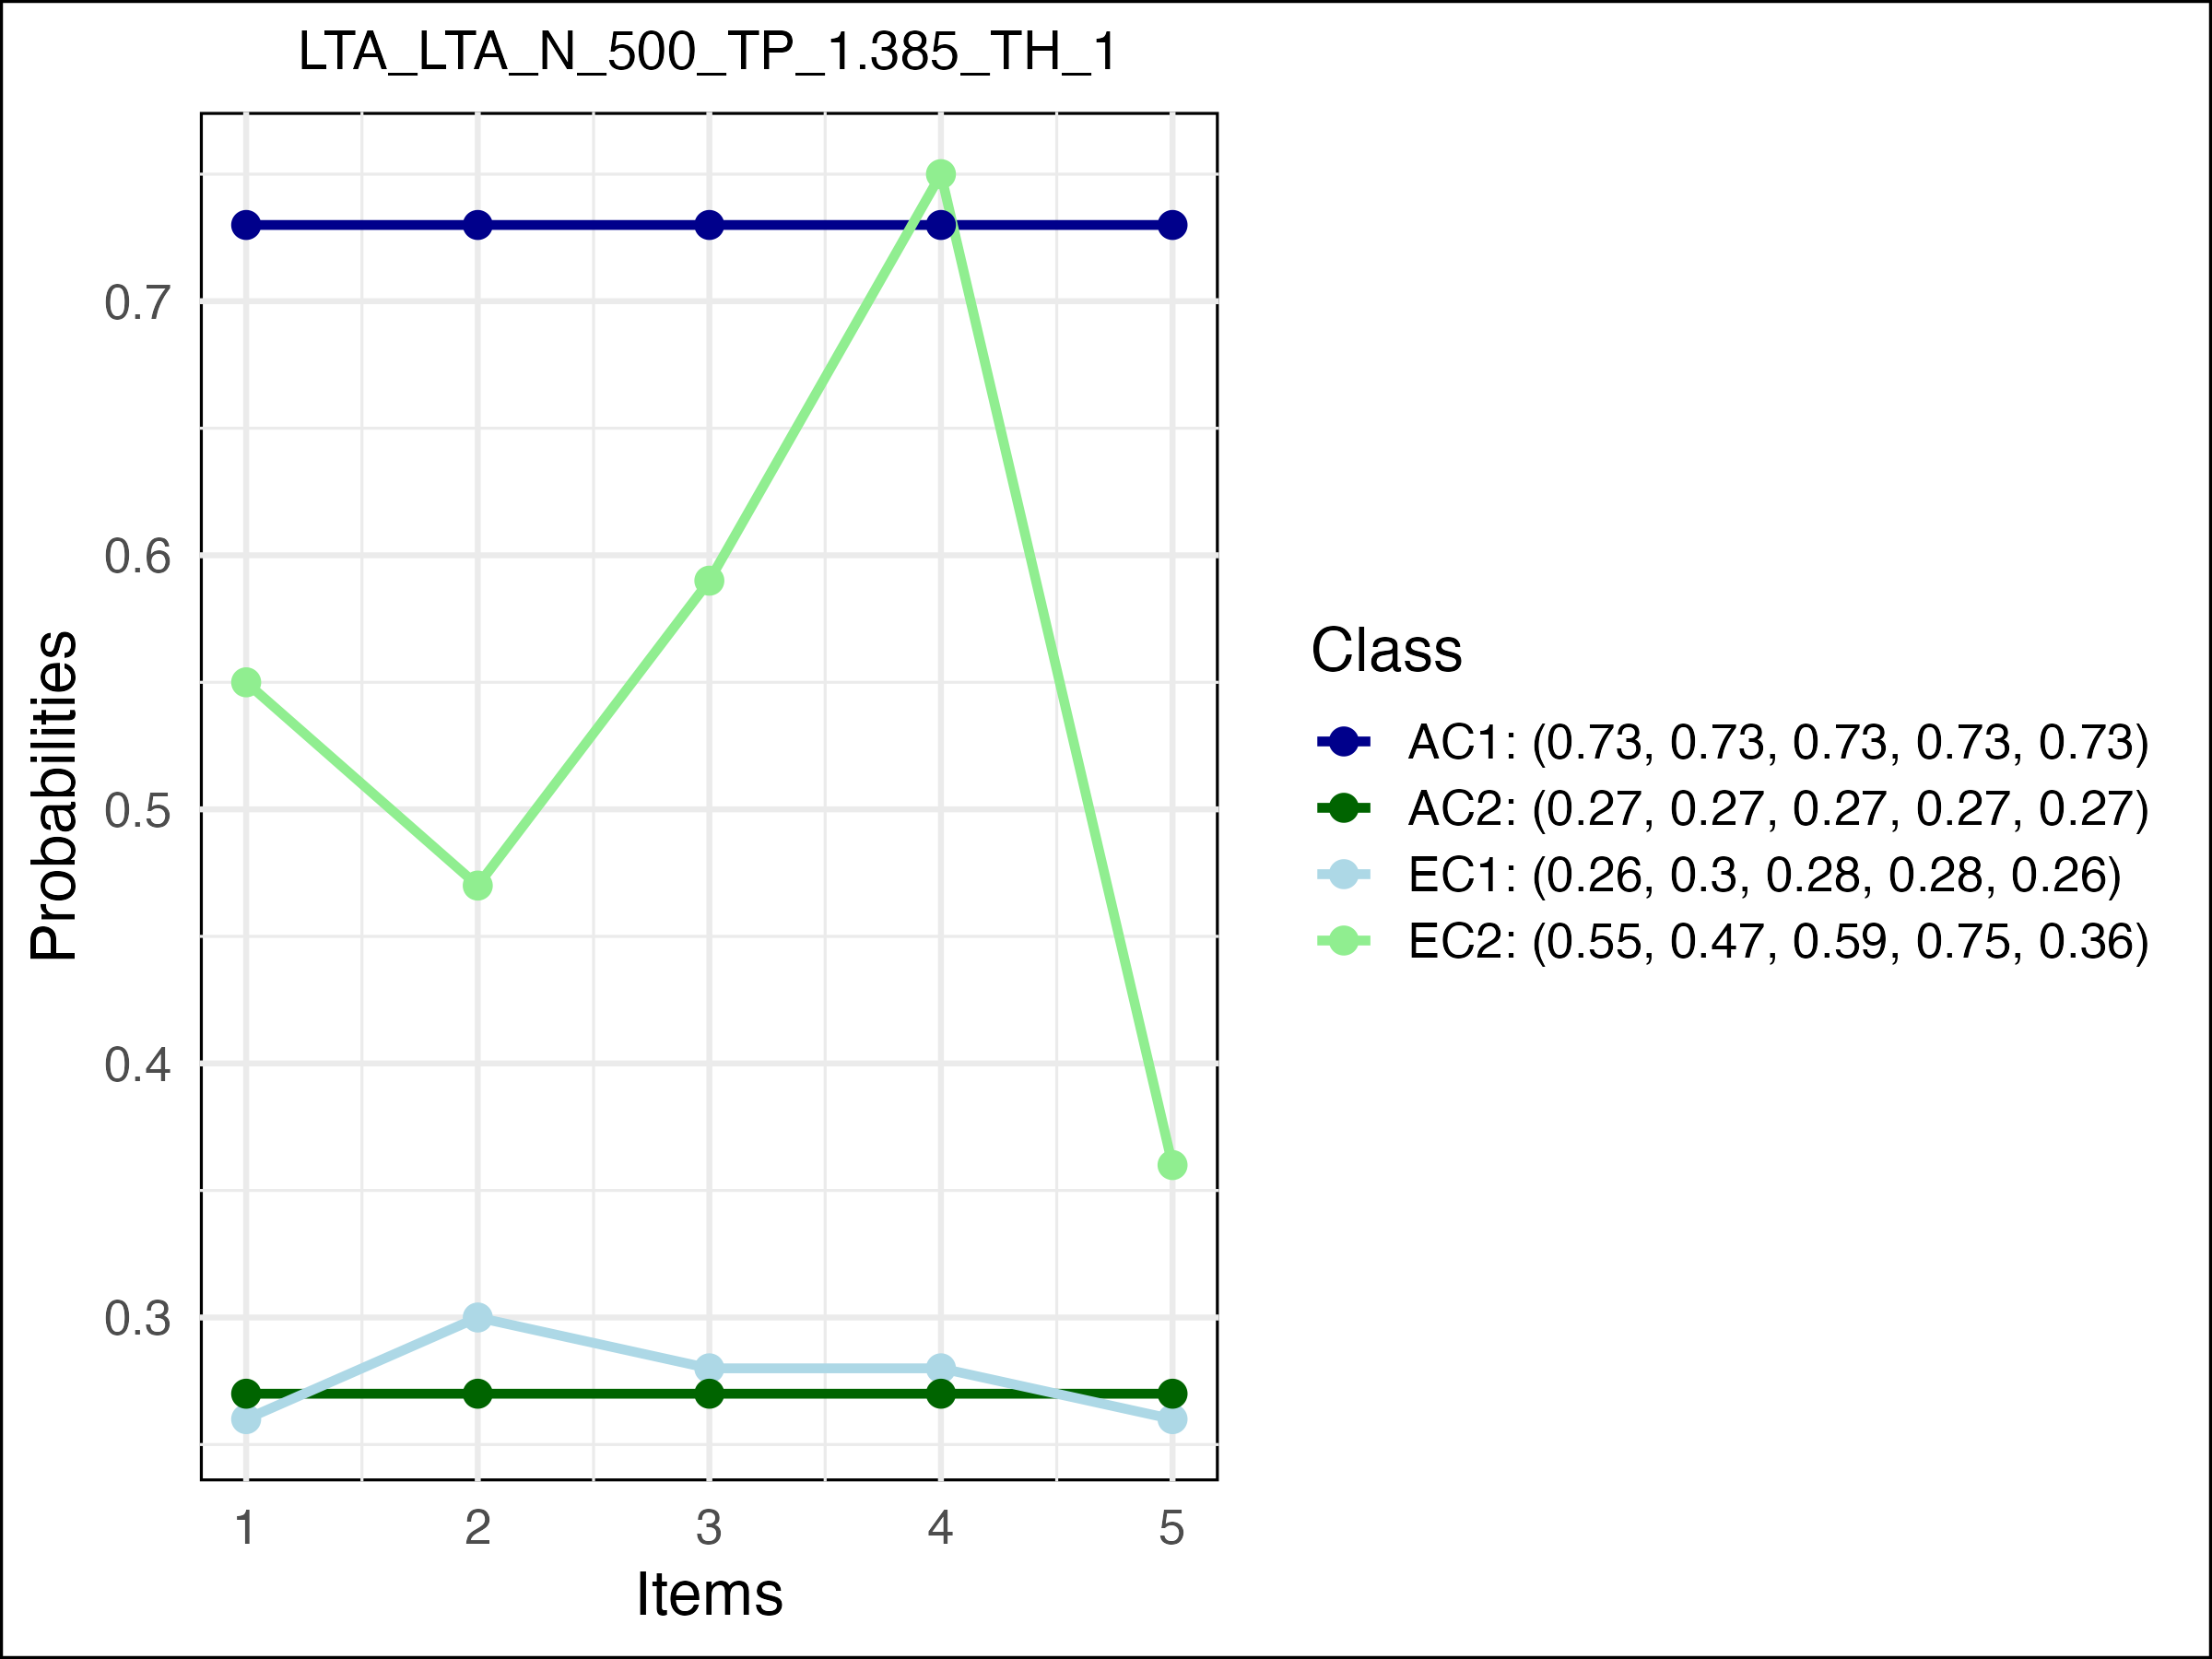 LTA_LTA_N_500_TP_1.385_TH_1
Probabilities
0.7
0.6
0.5
0.4
0.3
1 2 3 4 5
Items
Class
AC1: (0.73, 0.73, 0.73, 0.73, 0.73)
AC2: (0.27, 0.27, 0.27, 0.27, 0.27)
EC1: (0.26, 0.3, 0.28, 0.28, 0.26)
EC2: (0.55, 0.47, 0.59, 0.75, 0.36)